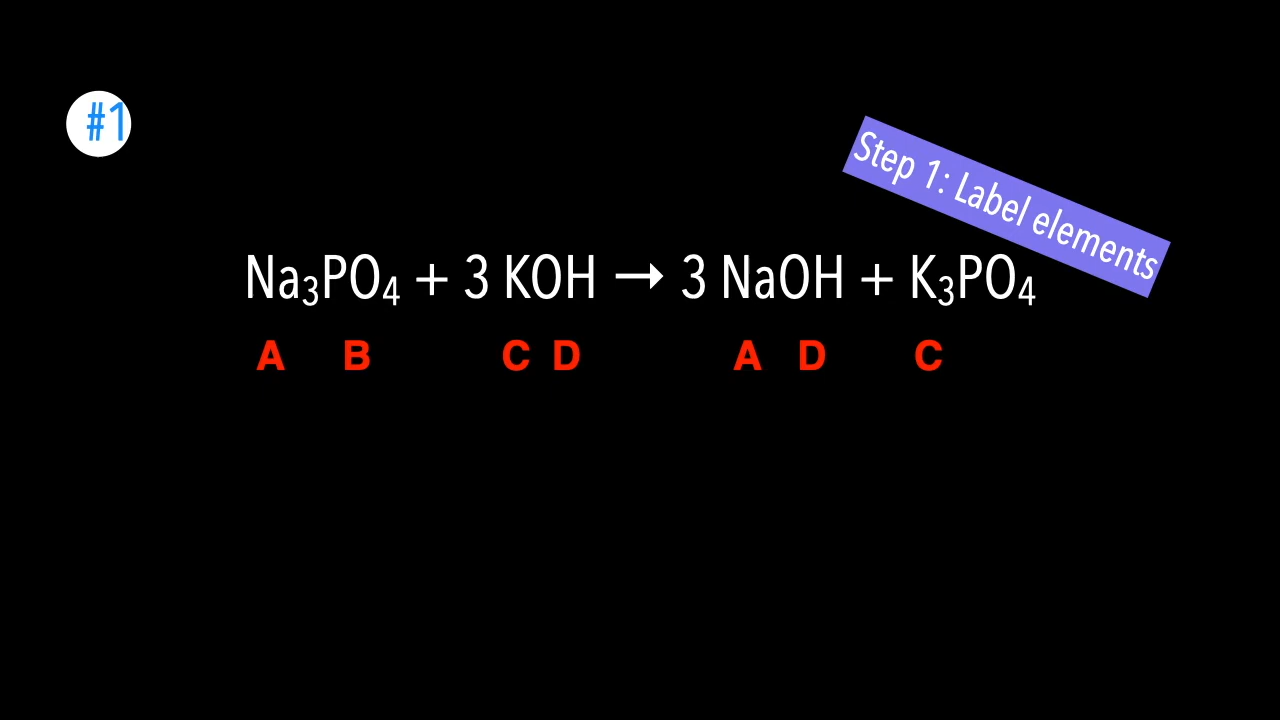 #1
Step 1: Label elements
Na₃PO₄ + 3 KOH → 3 NaOH + K₃PO₄
A B C D A D C